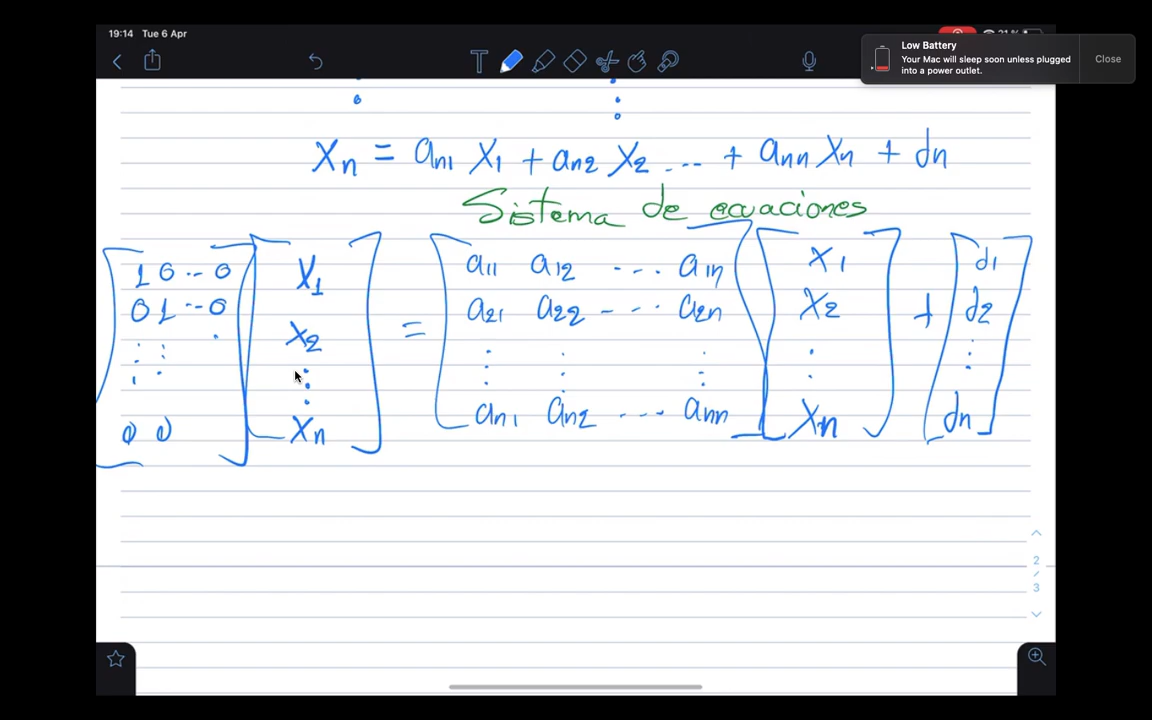 19:14 Tue 6 Apr
Low Battery
Your Mac will sleep soon unless plugged
into a power outlet.
Close
T
Xn = an1 X1 + an2 X2 ... + ann Xn + dn
Sistema de ecuaciones
1 0 ... 0 X1 a11 a12 ... a1n X1 d1
0 1 ... 0 X2 = a21 a22 ... a2n X2 + d2
0 0 Xn an1 an2 ... ann Xn dn
2
/
3